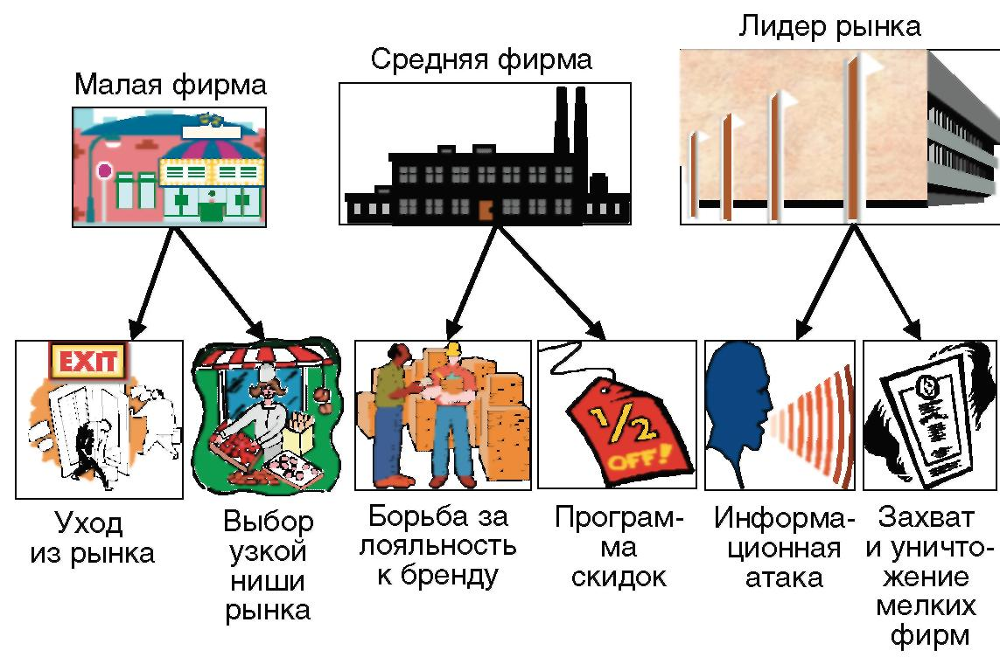 Лидер рынка
Средняя фирма
Малая фирма
EXIT
1/2
OFF!
Уход
из рынка
Выбор
узкой
ниши
рынка
Борьба за
лояльность
к бренду
Програм-
ма
скидок
Информа-
ционная
атака
Захват
и уничто-
жение
мелких
фирм